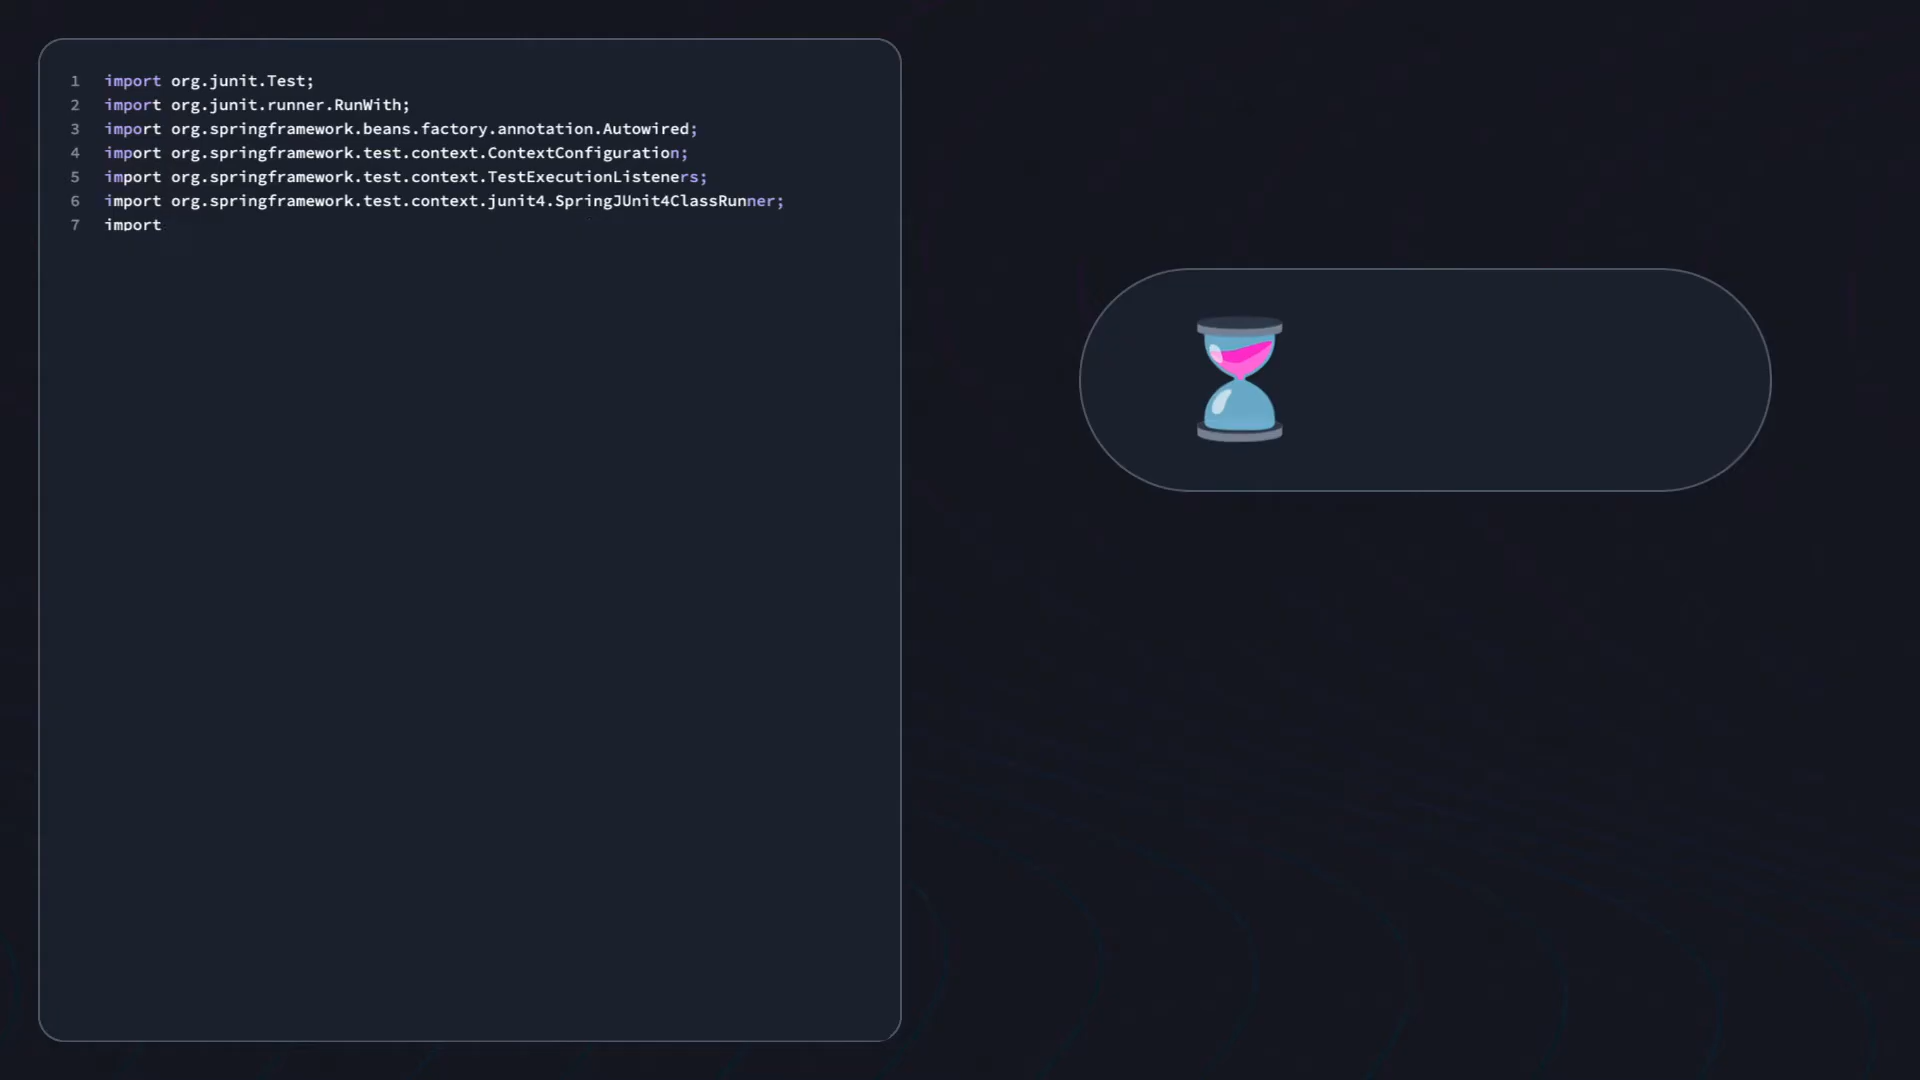 1 import org.junit.Test;
2 import org.junit.runner.RunWith;
3 import org.springframework.beans.factory.annotation.Autowired;
4 import org.springframework.test.context.ContextConfiguration;
5 import org.springframework.test.context.TestExecutionListeners;
6 import org.springframework.test.context.junit4.SpringJUnit4ClassRunner;
7 import